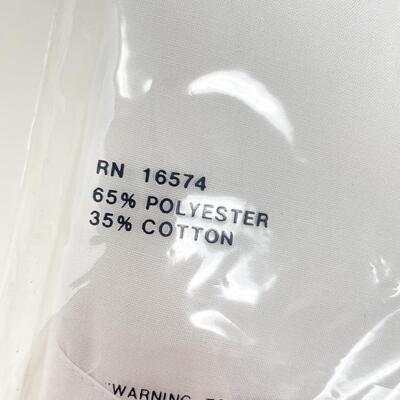 RN 16574
65% POLYESTER
35% COTTON
"WARNING